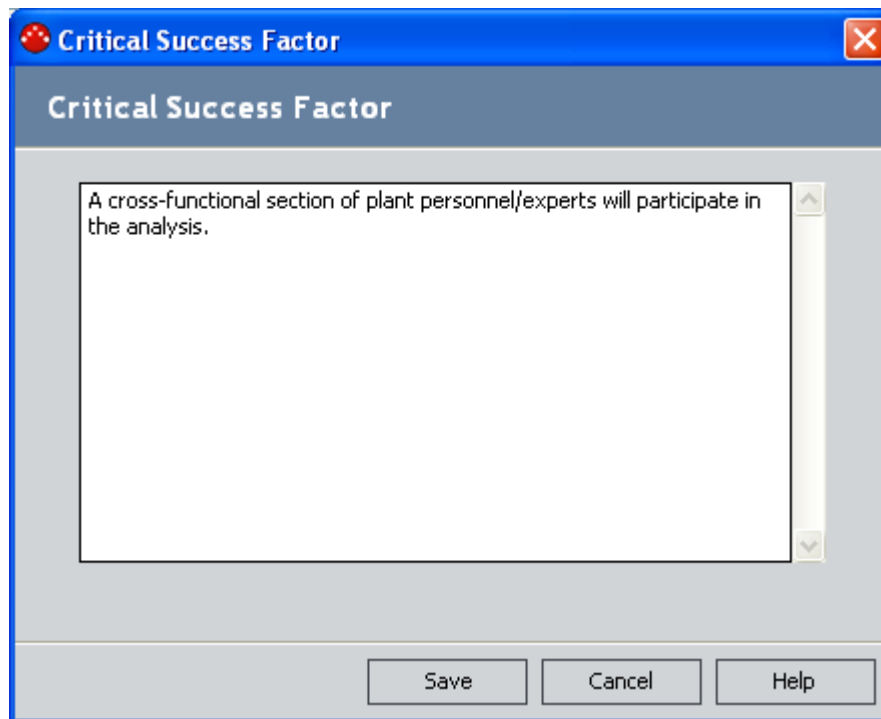 Critical Success Factor
Critical Success Factor
A cross-functional section of plant personnel/experts will participate in
the analysis.
Save Cancel Help